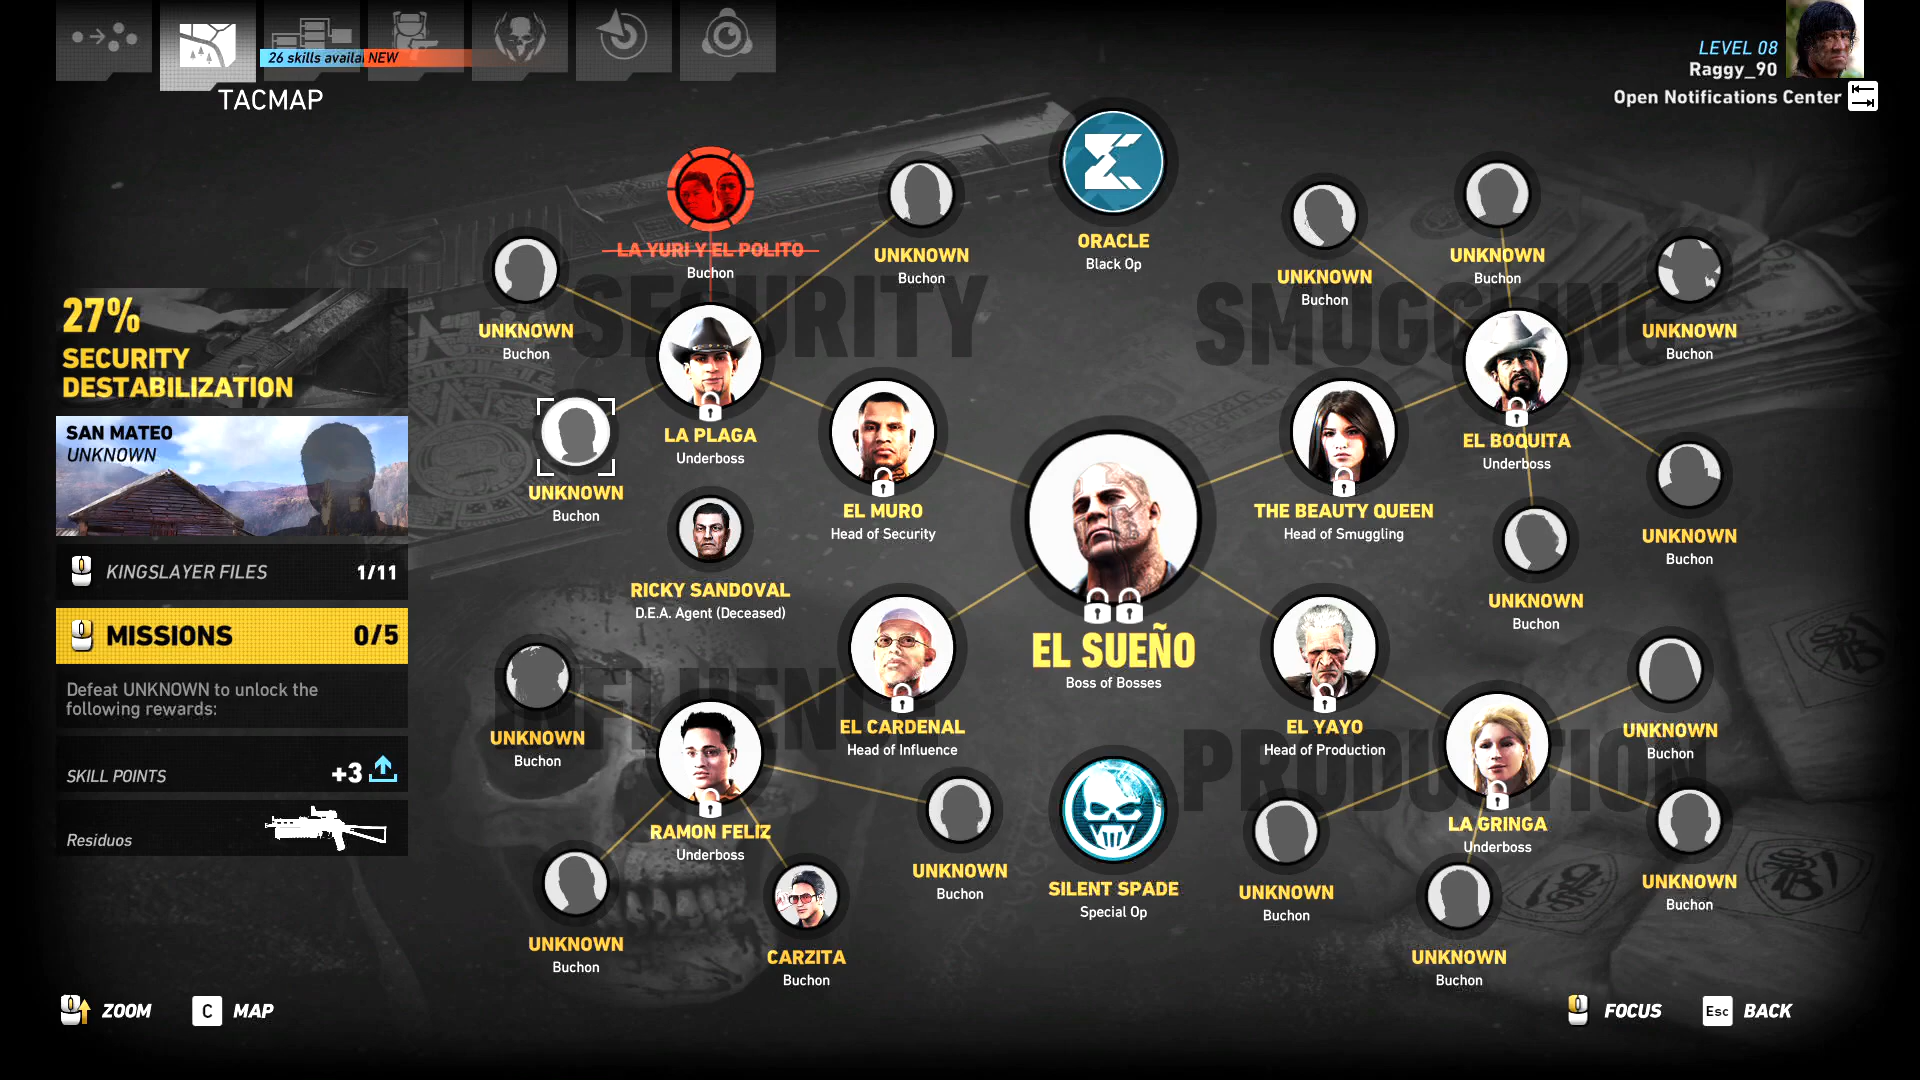 26 skills availa NEW
TACMAP
LEVEL 08
Raggy_90
Open Notifications Center
SECURITY
SMUGGLING
INFLUENCE
PRODUCTION
LA YURI Y EL POLITO
Buchon
UNKNOWN
Buchon
ORACLE
Black Op
UNKNOWN
Buchon
UNKNOWN
Buchon
UNKNOWN
Buchon
UNKNOWN
Buchon
27%
SECURITY
DESTABILIZATION
SAN MATEO
UNKNOWN
KINGSLAYER FILES 1/11
MISSIONS 0/5
Defeat UNKNOWN to unlock the
following rewards:
SKILL POINTS +3
Residuos
LA PLAGA
Underboss
EL BOQUITA
Underboss
UNKNOWN
Buchon
EL MURO
Head of Security
THE BEAUTY QUEEN
Head of Smuggling
UNKNOWN
Buchon
RICKY SANDOVAL
D.E.A. Agent (Deceased)
UNKNOWN
Buchon
EL SUEÑO
Boss of Bosses
UNKNOWN
Buchon
EL CARDENAL
Head of Influence
EL YAYO
Head of Production
UNKNOWN
Buchon
RAMON FELIZ
Underboss
LA GRINGA
Underboss
UNKNOWN
Buchon
SILENT SPADE
Special Op
UNKNOWN
Buchon
UNKNOWN
Buchon
UNKNOWN
Buchon
CARZITA
Buchon
UNKNOWN
Buchon
ZOOM
C MAP
FOCUS
Esc BACK